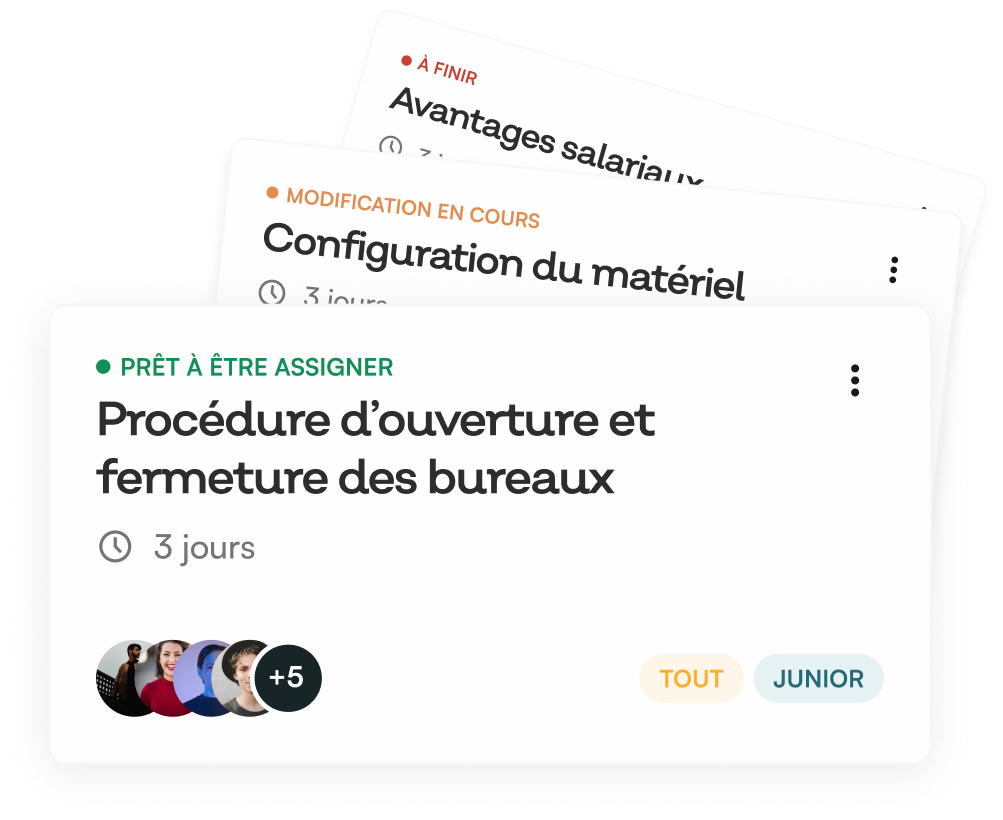 À FINIR
Avantages salariaux
MODIFICATION EN COURS
Configuration du matériel
3 jours
PRÊT À ÊTRE ASSIGNER
Procédure d’ouverture et
fermeture des bureaux
3 jours
+5
TOUT
JUNIOR